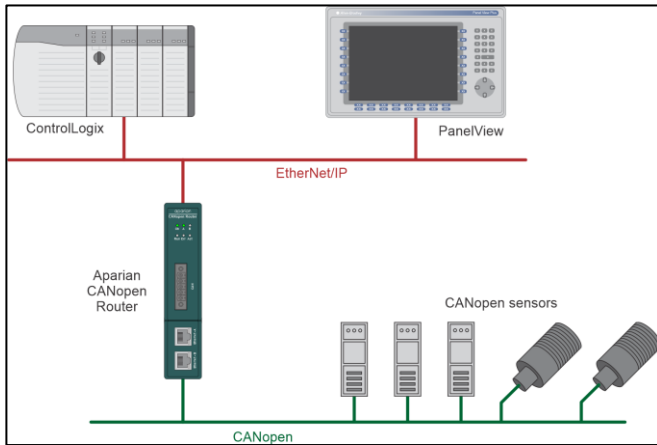 ControlLogix
PanelView
EtherNet/IP
Aparian
CANopen
Router
CANopen sensors
CANopen